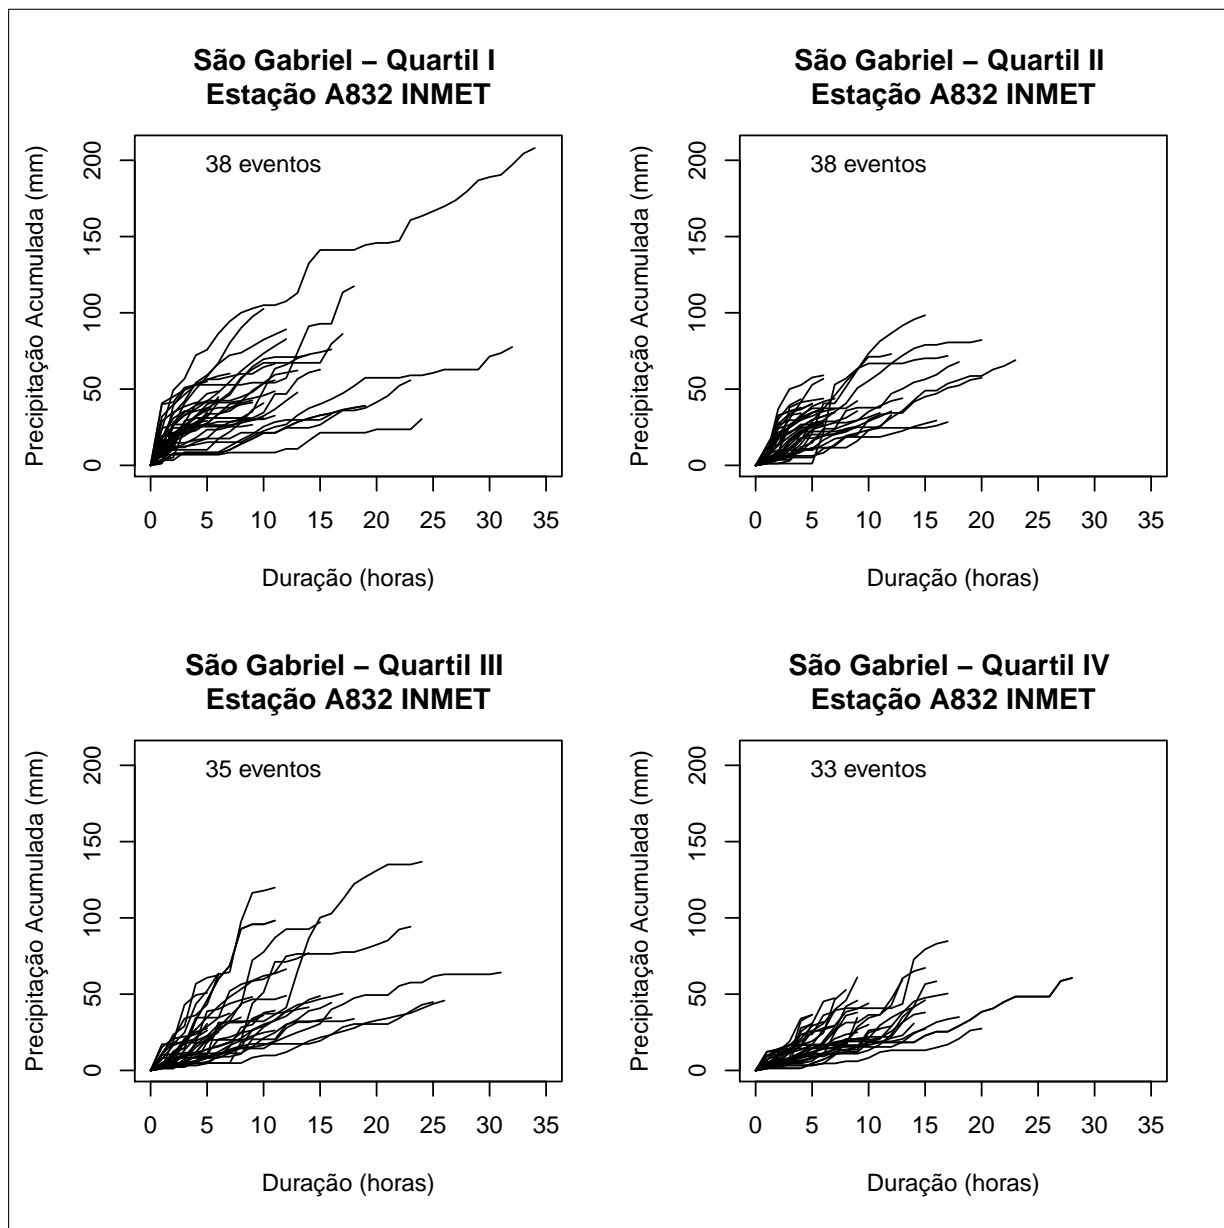 São Gabriel – Quartil I
Estação A832 INMET
38 eventos
Precipitação Acumulada (mm)
200
150
100
50
0
0 5 10 15 20 25 30 35
Duração (horas)
São Gabriel – Quartil II
Estação A832 INMET
38 eventos
Precipitação Acumulada (mm)
200
150
100
50
0
0 5 10 15 20 25 30 35
Duração (horas)
São Gabriel – Quartil III
Estação A832 INMET
35 eventos
Precipitação Acumulada (mm)
200
150
100
50
0
0 5 10 15 20 25 30 35
Duração (horas)
São Gabriel – Quartil IV
Estação A832 INMET
33 eventos
Precipitação Acumulada (mm)
200
150
100
50
0
0 5 10 15 20 25 30 35
Duração (horas)